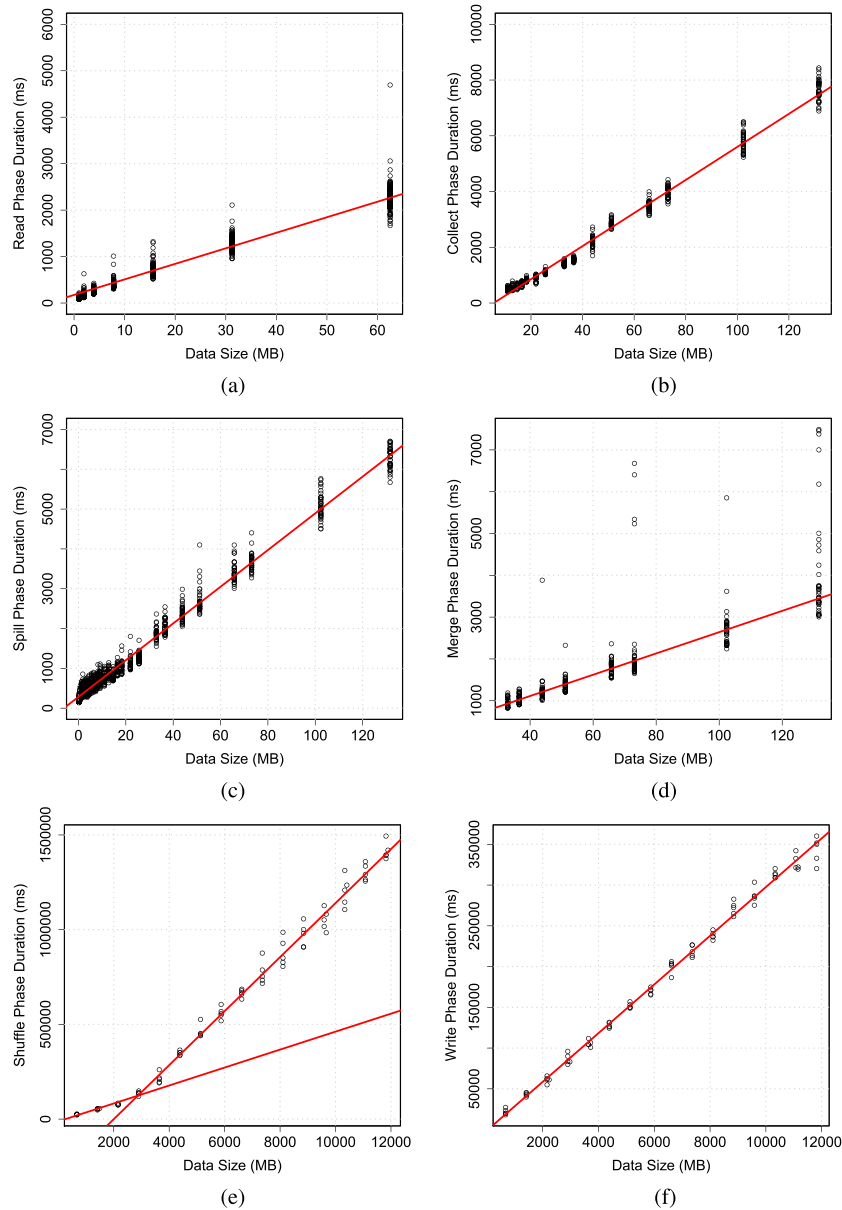 6000
5000
4000
3000
2000
1000
0
Read Phase Duration (ms)
0 10 20 30 40 50 60
Data Size (MB)
(a)
10000
8000
6000
4000
2000
0
Collect Phase Duration (ms)
20 40 60 80 100 120
Data Size (MB)
(b)
7000
5000
3000
1000
0
Spill Phase Duration (ms)
0 20 40 60 80 100 120
Data Size (MB)
(c)
7000
5000
3000
1000
Merge Phase Duration (ms)
40 60 80 100 120
Data Size (MB)
(d)
1500000
1000000
500000
0
Shuffle Phase Duration (ms)
2000 4000 6000 8000 10000 12000
Data Size (MB)
(e)
350000
250000
150000
50000
Write Phase Duration (ms)
2000 4000 6000 8000 10000 12000
Data Size (MB)
(f)